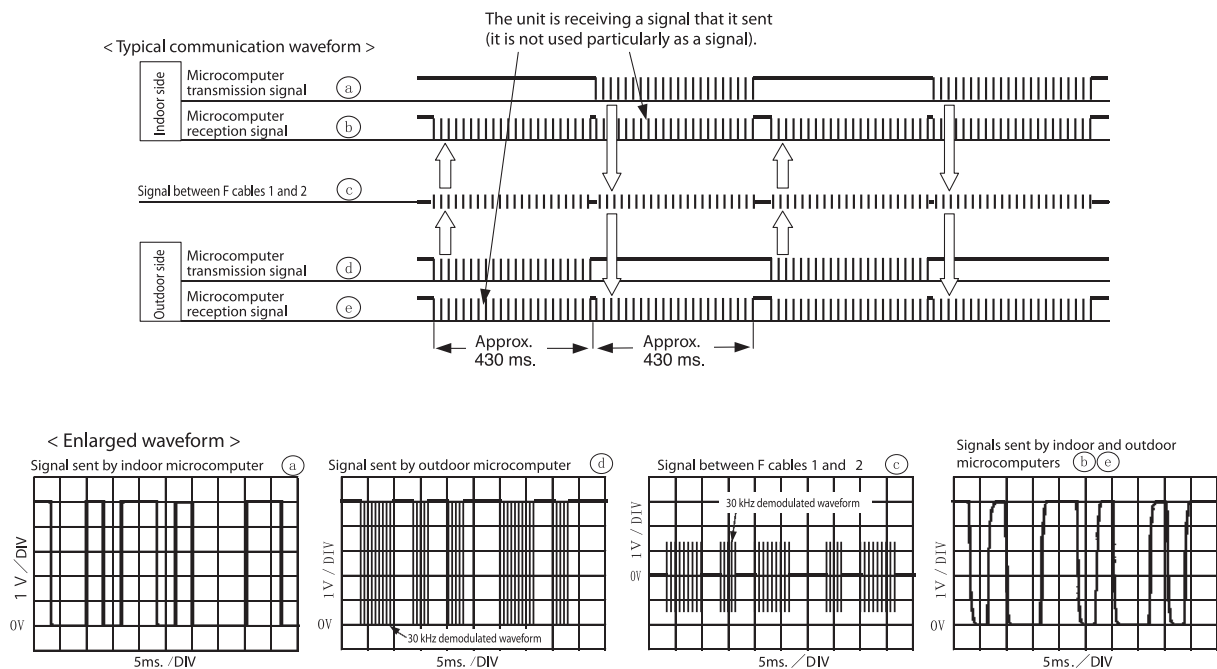 The unit is receiving a signal that it sent
(it is not used particularly as a signal).
< Typical communication waveform >
Indoor side
Microcomputer
transmission signal
a
Microcomputer
reception signal
b
Signal between F cables 1 and 2
c
Outdoor side
Microcomputer
transmission signal
d
Microcomputer
reception signal
e
Approx.
430 ms.
Approx.
430 ms.
< Enlarged waveform >
Signal sent by indoor microcomputer a
1 V/DIV
0V
5ms. /DIV
Signal sent by outdoor microcomputer d
1V/DIV
0V
30 kHz demodulated waveform
5ms. /DIV
Signal between F cables 1 and 2 c
30 kHz demodulated waveform
1V/DIV
0V
5ms./DIV
Signals sent by indoor and outdoor
microcomputers b e
1V/DIV
0V
5ms./DIV